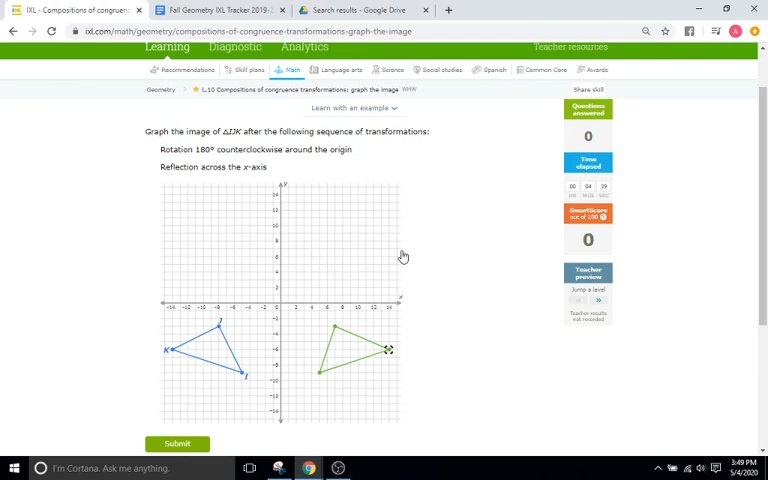 IXL - Compositions of congruenc
Fall Geometry IXL Tracker 2019-2
Search results - Google Drive
ixl.com/math/geometry/compositions-of-congruence-transformations-graph-the-image
A
Learning
Diagnostic
Analytics
Teacher resources
Recommendations
Skill plans
Math
Language arts
Science
Social studies
Spanish
Common Core
Awards
Geometry
L.10 Compositions of congruence transformations: graph the image
WHW
Share skill
Learn with an example
Questions
answered
0
Graph the image of △IJK after the following sequence of transformations:
Rotation 180° counterclockwise around the origin
Reflection across the x-axis
Time
elapsed
00 04 39
HR MIN SEC
SmartScore
out of 100 ?
0
Teacher
preview
Jump a level
Teacher results
not recorded
y
14
12
10
8
6
4
2
x
-14 -12 -10 -8 -6 -4 -2 0 2 4 6 8 10 12 14
-2
-4
-6
-8
-10
-12
-14
J
K
I
Submit
I'm Cortana. Ask me anything.
3:49 PM
5/4/2020